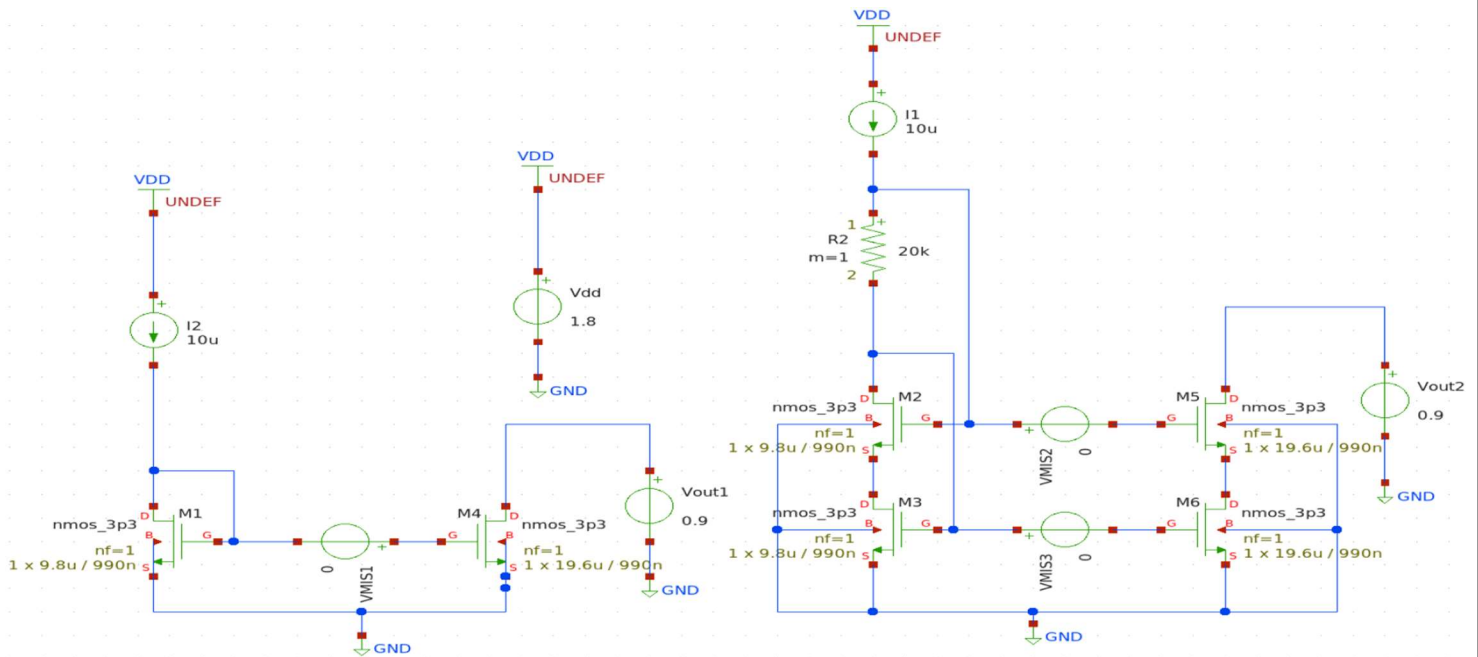 VDD
UNDEF
I2
10u
D
M1
nmos_3p3
B
G
nf=1
S
1 x 9.8u / 990n
0
VMIS1
+
GND
VDD
UNDEF
+
Vdd
1.8
GND
M4
D
nmos_3p3
G
B
nf=1
S
1 x 19.6u / 990n
+
Vout1
0.9
GND
VDD
UNDEF
+
I1
10u
1
+
R2
20k
m=1
2
D
M2
nmos_3p3
B
G
nf=1
1 x 9.8u / 990n
S
+
VMIS2
0
M5
D
nmos_3p3
G
B
nf=1
S
1 x 19.6u / 990n
D
M3
nmos_3p3
B
G
nf=1
1 x 9.8u / 990n
S
+
VMIS3
0
M6
D
nmos_3p3
G
B
nf=1
S
1 x 19.6u / 990n
+
Vout2
0.9
GND
GND